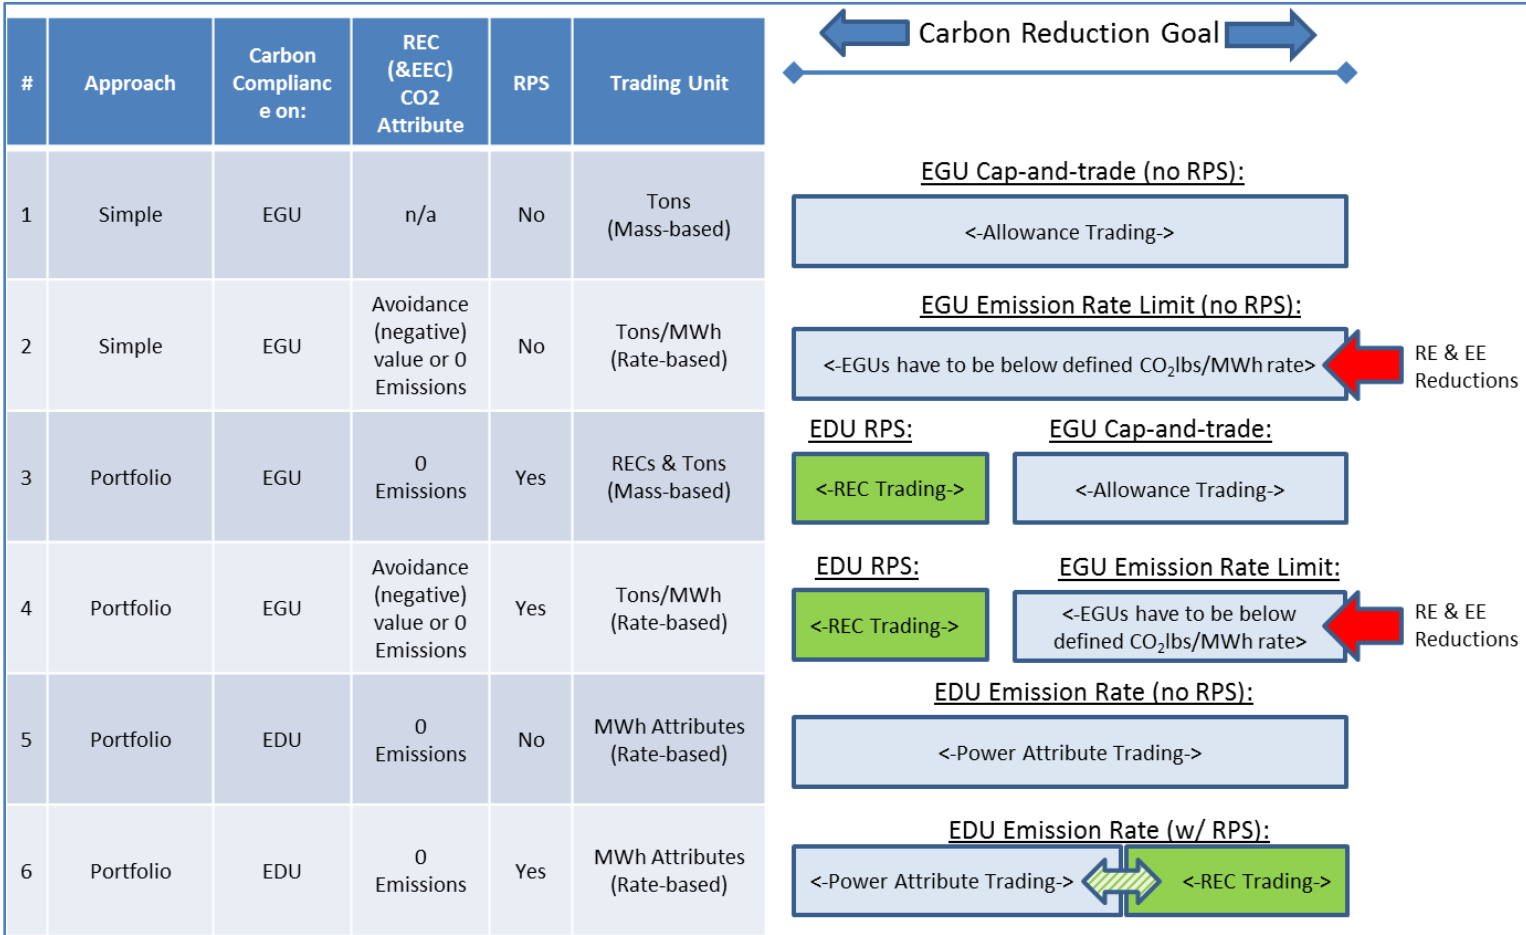 #
Approach
Carbon
Complianc
e on:
REC
(&EEC)
CO2
Attribute
RPS
Trading Unit
Carbon Reduction Goal
1
Simple
EGU
n/a
No
Tons
(Mass-based)
EGU Cap-and-trade (no RPS):
<-Allowance Trading->
2
Simple
EGU
Avoidance
(negative)
value or 0
Emissions
No
Tons/MWh
(Rate-based)
EGU Emission Rate Limit (no RPS):
<-EGUs have to be below defined CO2lbs/MWh rate>
RE & EE
Reductions
3
Portfolio
EGU
0
Emissions
Yes
RECs & Tons
(Mass-based)
EDU RPS:
<-REC Trading->
EGU Cap-and-trade:
<-Allowance Trading->
4
Portfolio
EGU
Avoidance
(negative)
value or 0
Emissions
Yes
Tons/MWh
(Rate-based)
EDU RPS:
<-REC Trading->
EGU Emission Rate Limit:
<-EGUs have to be below
defined CO2lbs/MWh rate>
RE & EE
Reductions
5
Portfolio
EDU
0
Emissions
No
MWh Attributes
(Rate-based)
EDU Emission Rate (no RPS):
<-Power Attribute Trading->
6
Portfolio
EDU
0
Emissions
Yes
MWh Attributes
(Rate-based)
EDU Emission Rate (w/ RPS):
<-Power Attribute Trading->
<-REC Trading->